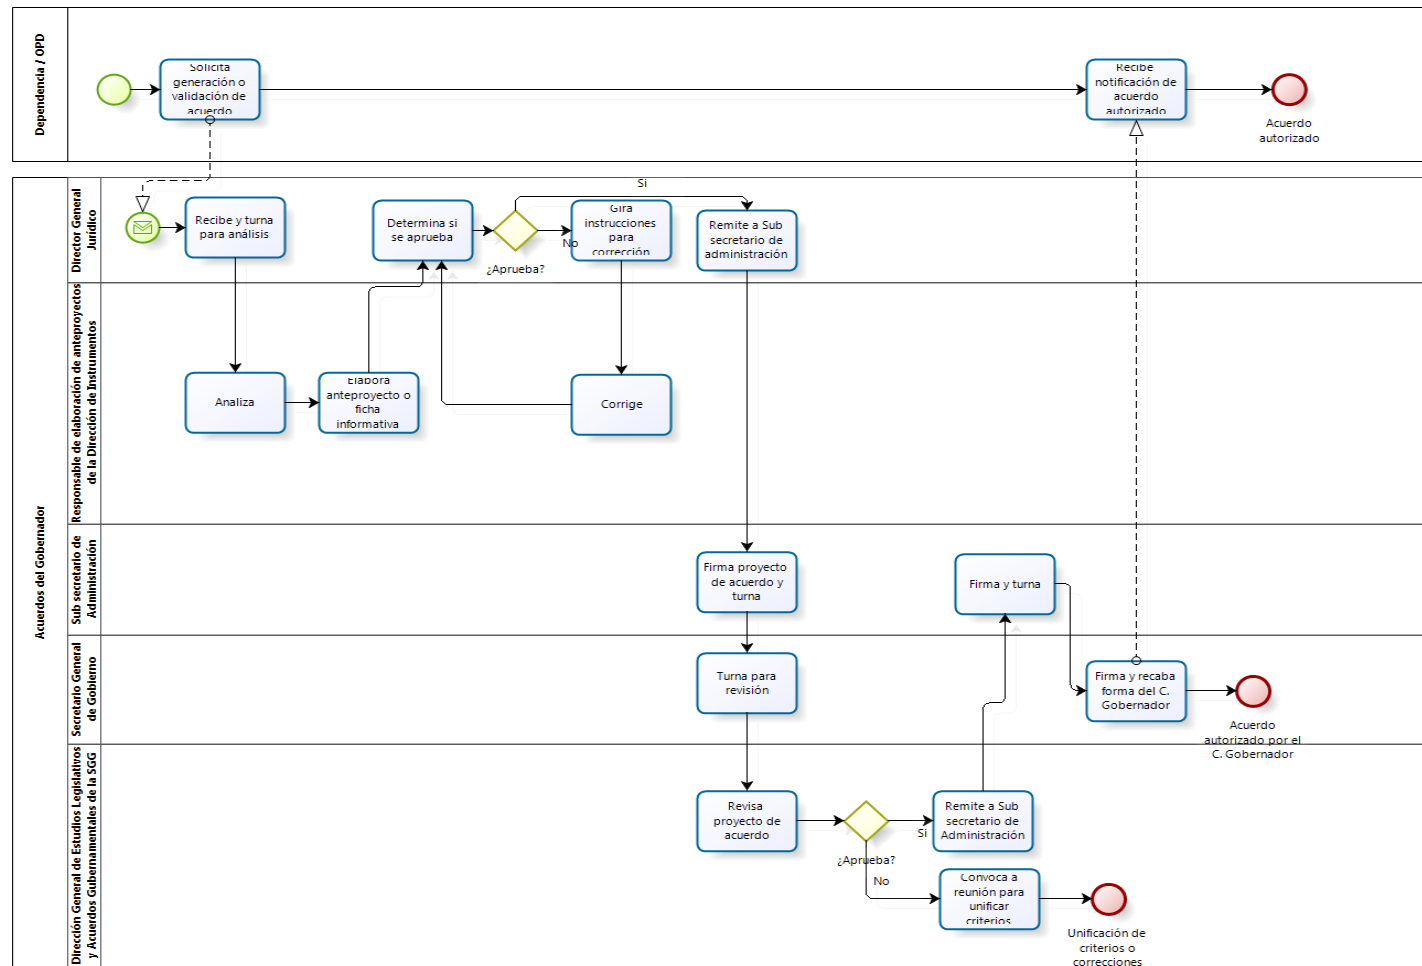 Dependencia / OPD
Solicita
generación o
validación de
acuerdo
Recibe
notificación de
acuerdo
autorizado
Acuerdo
autorizado
Acuerdos del Gobernador
Director General
Jurídico
Recibe y turna
para análisis
Determina si
se aprueba
¿Aprueba?
Si
No
Gira
instrucciones
para
corrección
Remite a Sub
secretario de
administración
Responsable de elaboración de anteproyectos
de la Dirección de Instrumentos
Analiza
Elabora
anteproyecto o
ficha
informativa
Corrige
Sub secretario de
Administración
Firma proyecto
de acuerdo y
turna
Firma y turna
Secretario General
de Gobierno
Turna para
revisión
Firma y recaba
forma del C.
Gobernador
Acuerdo
autorizado por el
C. Gobernador
Dirección General de Estudios Legislativos
y Acuerdos Gubernamentales de la SGG
Revisa
proyecto de
acuerdo
¿Aprueba?
Si
No
Remite a Sub
secretario de
Administración
Convoca a
reunión para
unificar
criterios
Unificación de
criterios o
correcciones